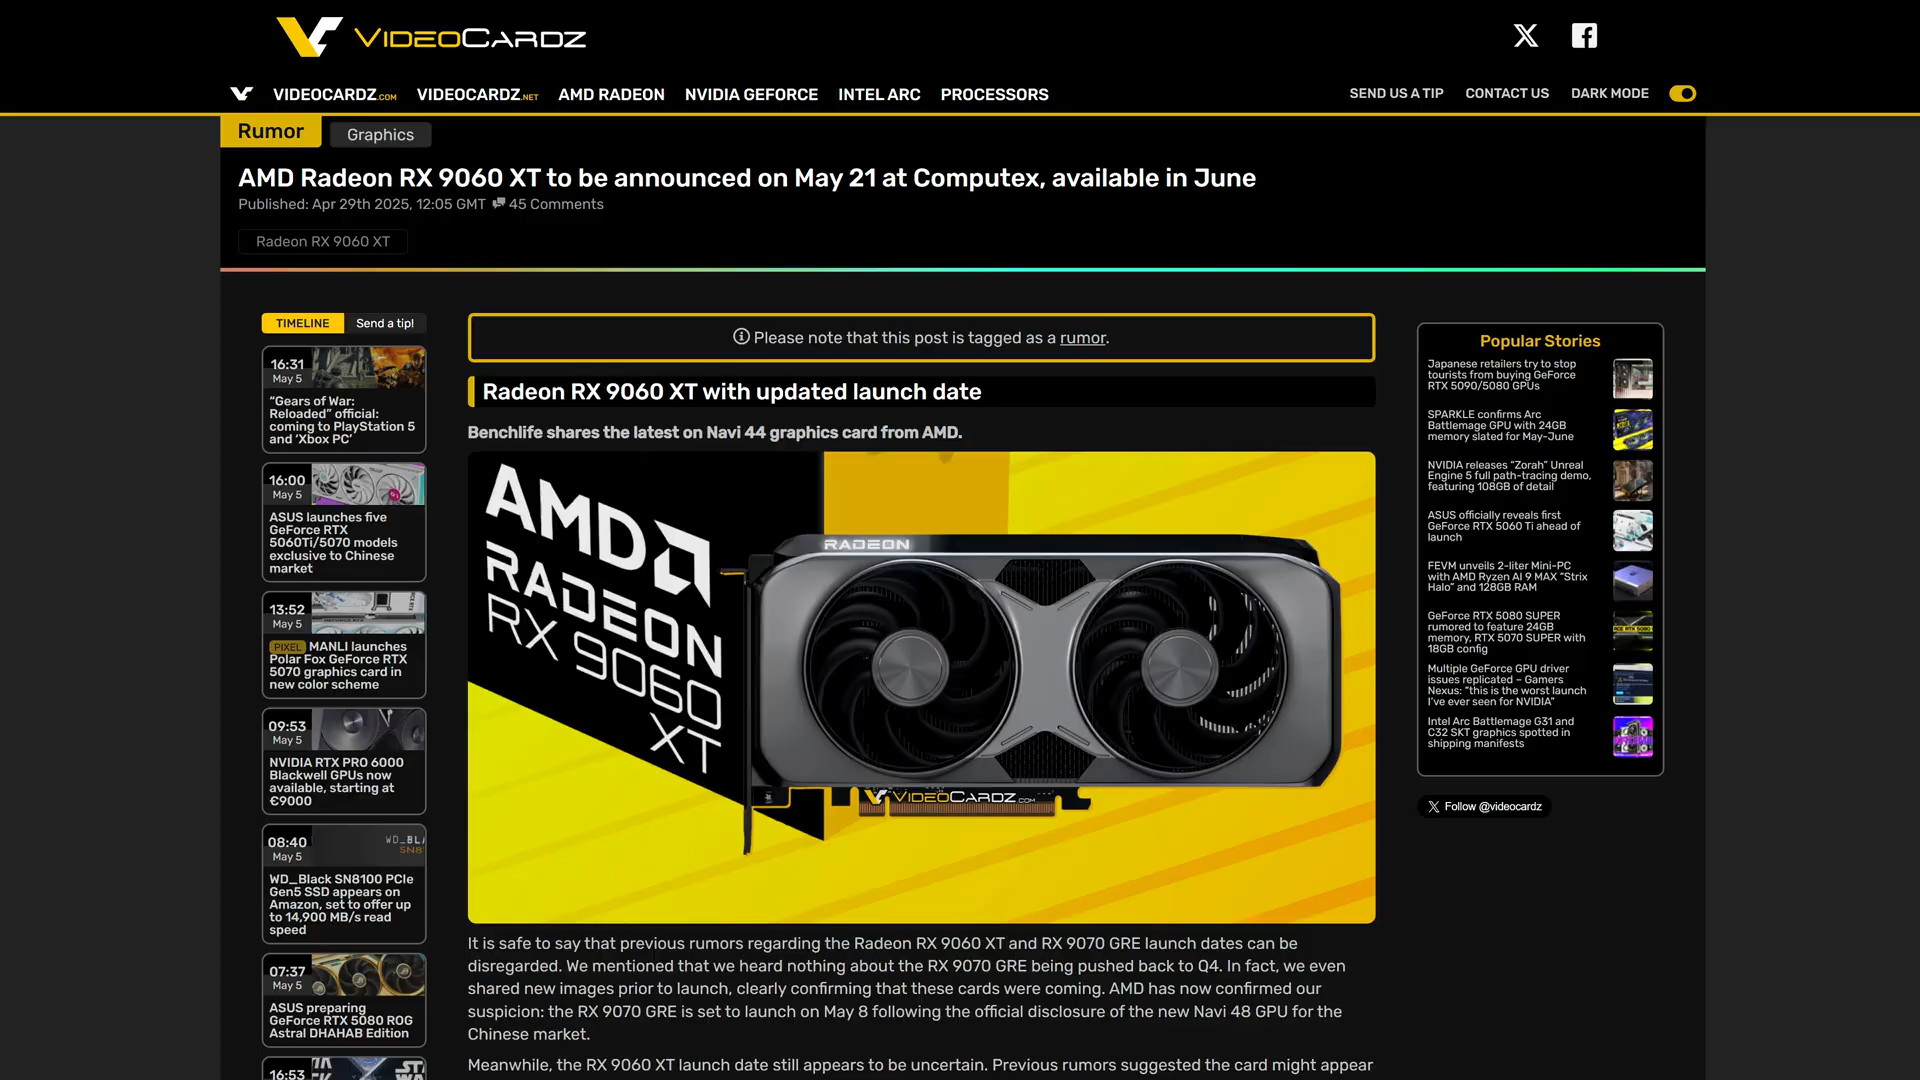 VIDEOCARDZ
VIDEOCARDZ.COM VIDEOCARDZ.NET AMD RADEON NVIDIA GEFORCE INTEL ARC PROCESSORS SEND US A TIP CONTACT US DARK MODE
Rumor Graphics
AMD Radeon RX 9060 XT to be announced on May 21 at Computex, available in June
Published: Apr 29th 2025, 12:05 GMT 45 Comments
Radeon RX 9060 XT
TIMELINE Send a tip!
16:31
May 5
“Gears of War:
Reloaded” official:
coming to PlayStation 5
and ‘Xbox PC’
16:00
May 5
ASUS launches five
GeForce RTX
5060Ti/5070 models
exclusive to Chinese
market
13:52
May 5
PIXEL MANLI launches
Polar Fox GeForce RTX
5070 graphics card in
new color scheme
09:53
May 5
NVIDIA RTX PRO 6000
Blackwell GPUs now
available, starting at
€9000
08:40
May 5
WD_BLA
SN8
WD_Black SN8100 PCIe
Gen5 SSD appears on
Amazon, set to offer up
to 14,900 MB/s read
speed
07:37
May 5
ASUS preparing
GeForce RTX 5080 ROG
Astral DHAHAB Edition
16:53
Please note that this post is tagged as a rumor.
Radeon RX 9060 XT with updated launch date
Benchlife shares the latest on Navi 44 graphics card from AMD.
AMD
RADEON
RX 9060
XT
RADEON
VIDEOCARDZ.COM
It is safe to say that previous rumors regarding the Radeon RX 9060 XT and RX 9070 GRE launch dates can be
disregarded. We mentioned that we heard nothing about the RX 9070 GRE being pushed back to Q4. In fact, we even
shared new images prior to launch, clearly confirming that these cards were coming. AMD has now confirmed our
suspicion: the RX 9070 GRE is set to launch on May 8 following the official disclosure of the new Navi 48 GPU for the
Chinese market.
Meanwhile, the RX 9060 XT launch date still appears to be uncertain. Previous rumors suggested the card might appear
Popular Stories
Japanese retailers try to stop
tourists from buying GeForce
RTX 5090/5080 GPUs
SPARKLE confirms Arc
Battlemage GPU with 24GB
memory slated for May-June
NVIDIA releases “Zorah” Unreal
Engine 5 full path-tracing demo,
featuring 108GB of detail
ASUS officially reveals first
GeForce RTX 5060 Ti ahead of
launch
FEVM unveils 2-liter Mini-PC
with AMD Ryzen AI 9 MAX “Strix
Halo” and 128GB RAM
GeForce RTX 5080 SUPER
rumored to feature 24GB
memory, RTX 5070 SUPER with
18GB config
Multiple GeForce GPU driver
issues replicated – Gamers
Nexus: “this is the worst launch
I’ve ever seen for NVIDIA”
Intel Arc Battlemage G31 and
C32 SKT graphics spotted in
shipping manifests
Follow @videocardz